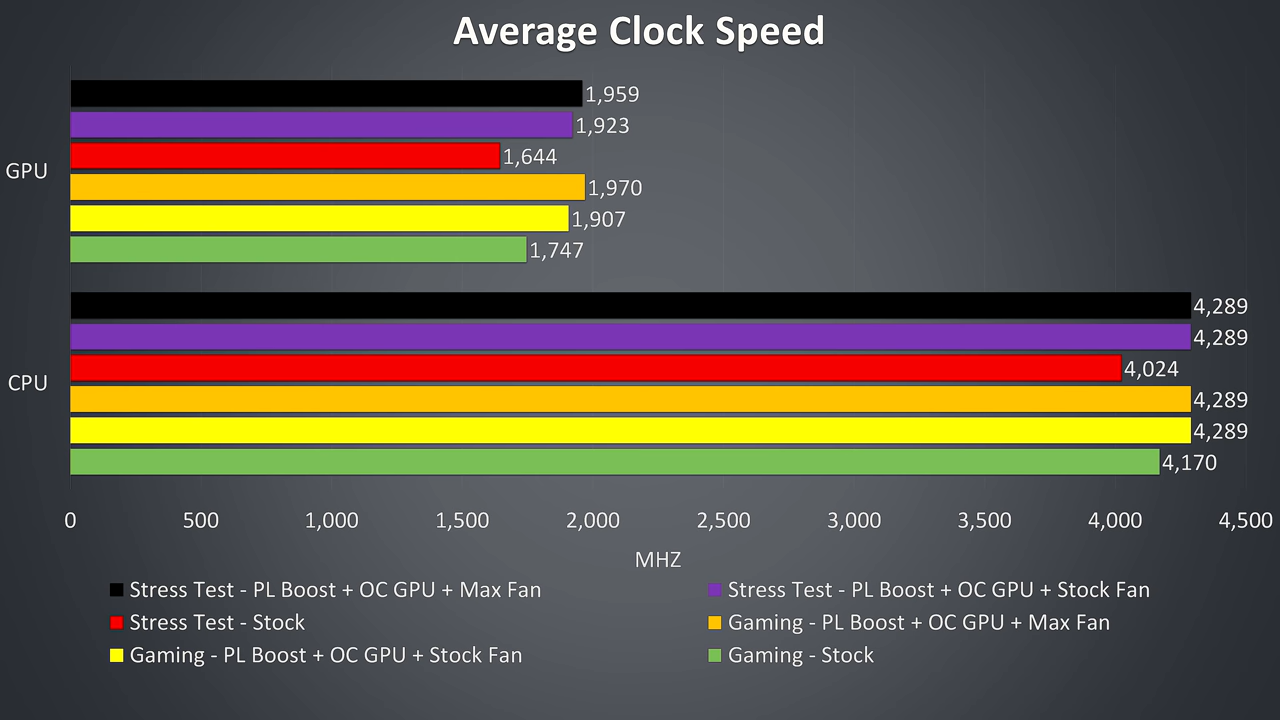 Average Clock Speed
1,959
1,923
1,644
GPU
1,970
1,907
1,747
4,289
4,289
4,024
CPU
4,289
4,289
4,170
0 500 1,000 1,500 2,000 2,500 3,000 3,500 4,000 4,500
MHZ
Stress Test - PL Boost + OC GPU + Max Fan
Stress Test - PL Boost + OC GPU + Stock Fan
Stress Test - Stock
Gaming - PL Boost + OC GPU + Max Fan
Gaming - PL Boost + OC GPU + Stock Fan
Gaming - Stock